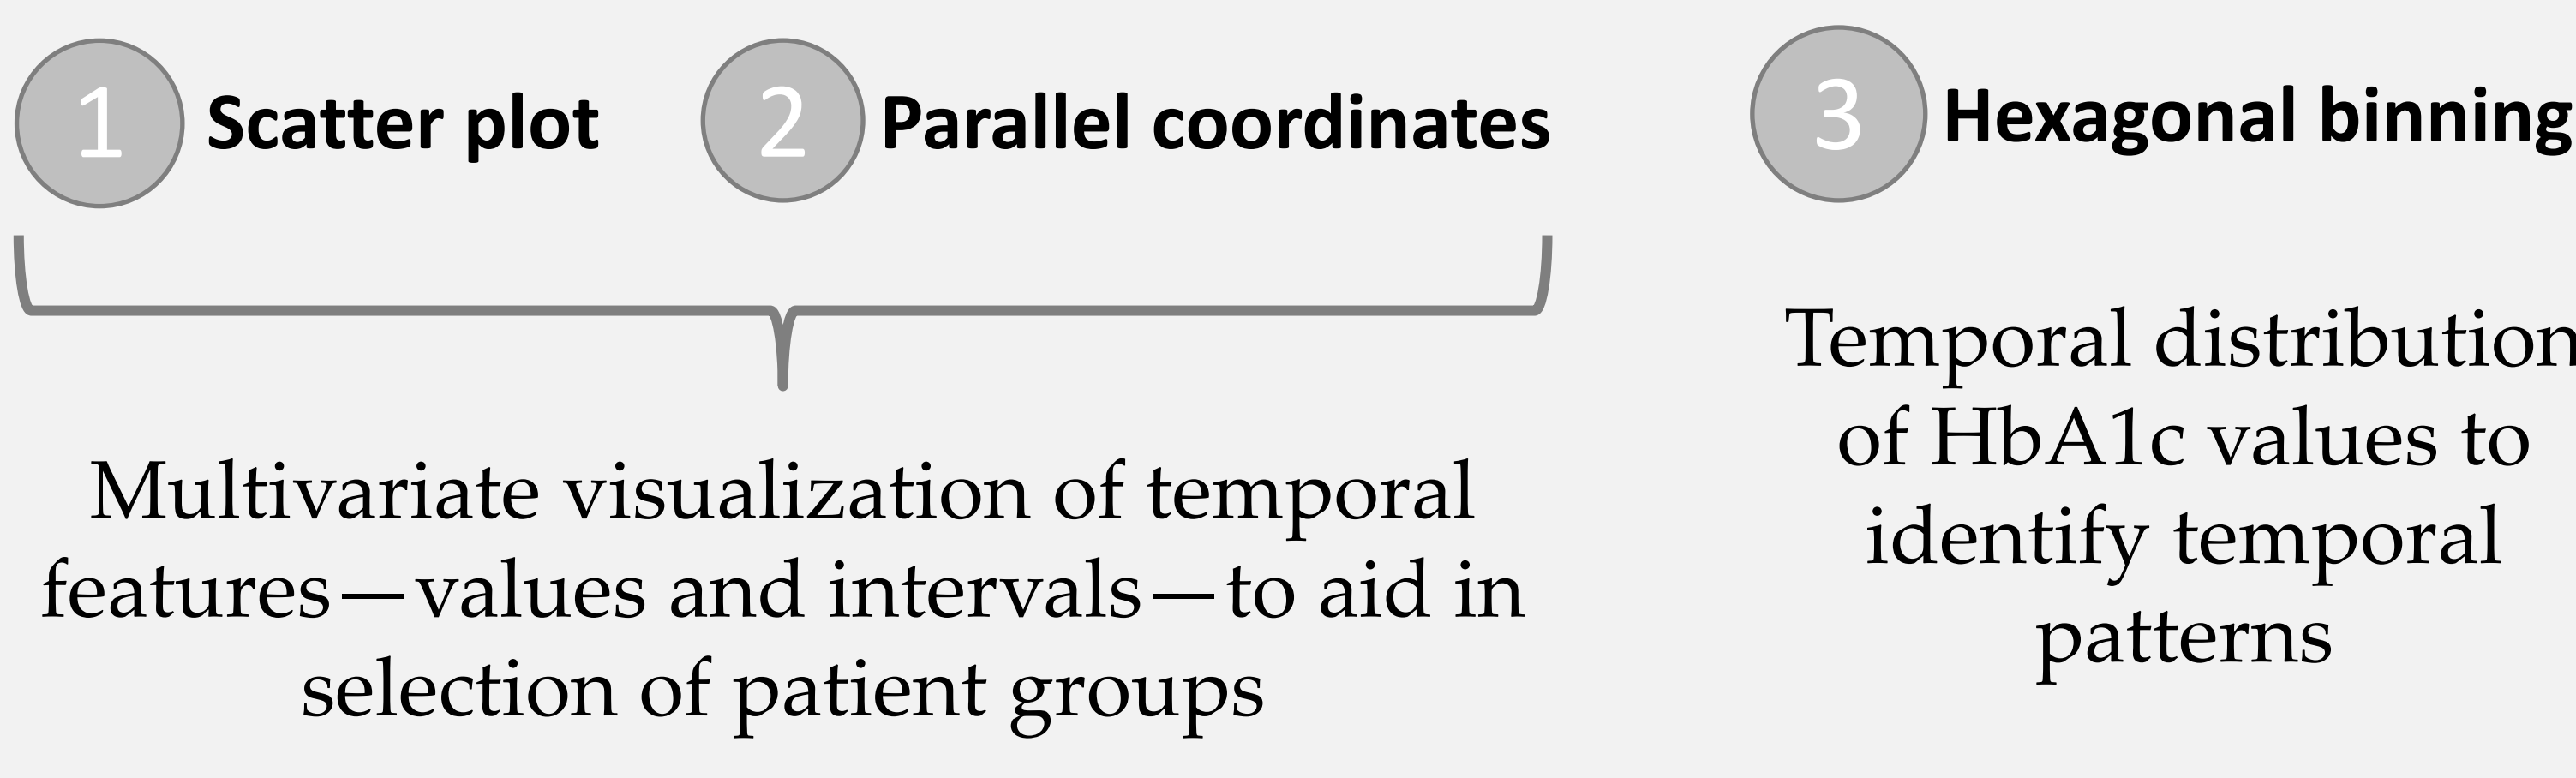 1 Scatter plot
2 Parallel coordinates
3 Hexagonal binning
Multivariate visualization of temporal
features—values and intervals—to aid in
selection of patient groups
Temporal distribution
of HbA1c values to
identify temporal
patterns